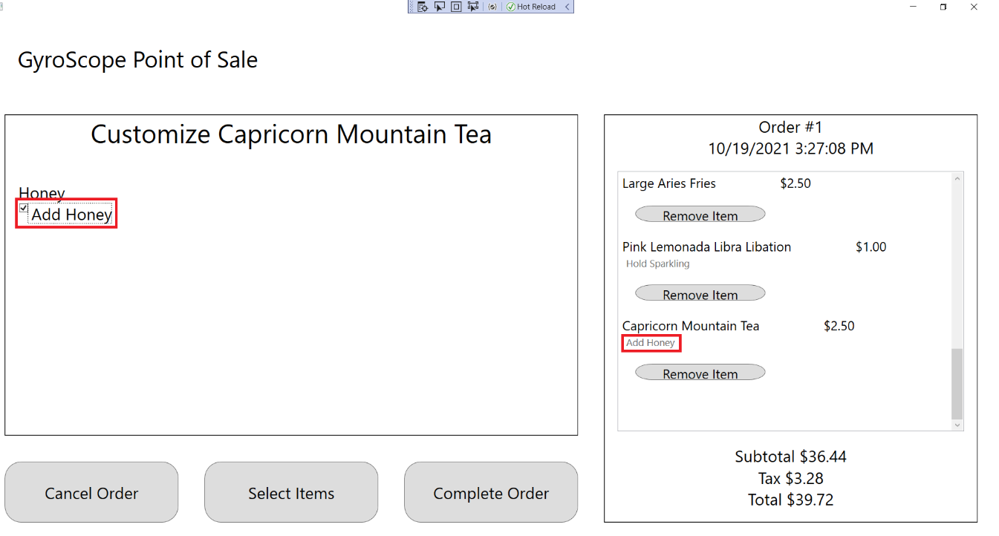 Hot Reload
GyroScope Point of Sale
Customize Capricorn Mountain Tea
Honey
Add Honey
Cancel Order
Select Items
Complete Order
Order #1
10/19/2021 3:27:08 PM
Large Aries Fries $2.50
Remove Item
Pink Lemonada Libra Libation $1.00
Hold Sparkling
Remove Item
Capricorn Mountain Tea $2.50
Add Honey
Remove Item
Subtotal $36.44
Tax $3.28
Total $39.72